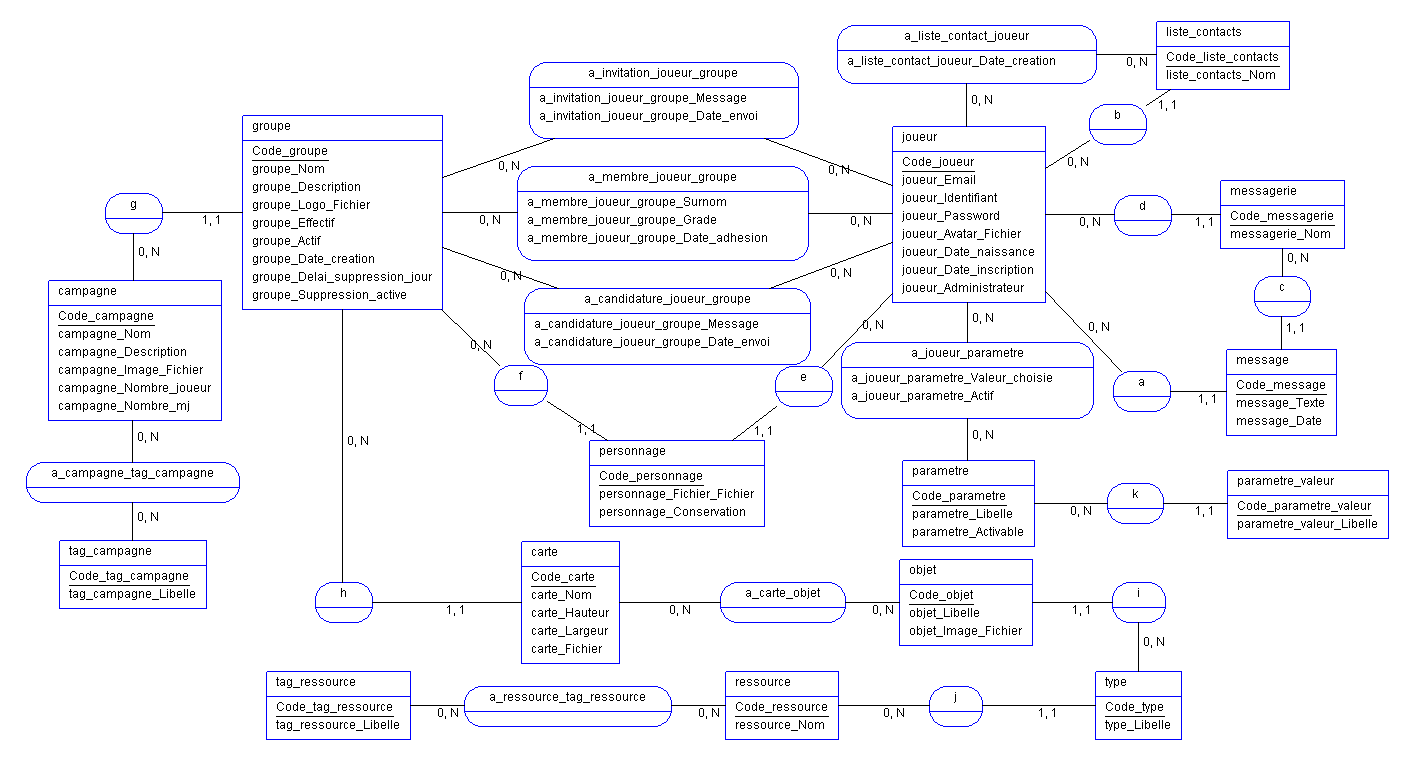 a_liste_contact_joueur
a_liste_contact_joueur_Date_creation
0, N
0, N
liste_contacts
Code_liste_contacts
liste_contacts_Nom
1, 1
b
0, N
a_invitation_joueur_groupe
a_invitation_joueur_groupe_Message
a_invitation_joueur_groupe_Date_envoi
0, N
0, N
groupe
Code_groupe
groupe_Nom
groupe_Description
groupe_Logo_Fichier
groupe_Effectif
groupe_Actif
groupe_Date_creation
groupe_Delai_suppression_jour
groupe_Suppression_active
joueur
Code_joueur
joueur_Email
joueur_Identifiant
joueur_Password
joueur_Avatar_Fichier
joueur_Date_naissance
joueur_Date_inscription
joueur_Administrateur
a_membre_joueur_groupe
a_membre_joueur_groupe_Surnom
a_membre_joueur_groupe_Grade
a_membre_joueur_groupe_Date_adhesion
0, N
0, N
messagerie
Code_messagerie
messagerie_Nom
d
0, N
1, 1
g
1, 1
0, N
0, N
c
1, 1
campagne
Code_campagne
campagne_Nom
campagne_Description
campagne_Image_Fichier
campagne_Nombre_joueur
campagne_Nombre_mj
a_candidature_joueur_groupe
a_candidature_joueur_groupe_Message
a_candidature_joueur_groupe_Date_envoi
0, N
0, N
0, N
0, N
0, N
0, N
f
e
a_joueur_parametre
a_joueur_parametre_Valeur_choisie
a_joueur_parametre_Actif
a
1, 1
message
Code_message
message_Texte
message_Date
0, N
0, N
1, 1
1, 1
0, N
a_campagne_tag_campagne
0, N
personnage
Code_personnage
personnage_Fichier_Fichier
personnage_Conservation
parametre
Code_parametre
parametre_Libelle
parametre_Activable
0, N
k
1, 1
parametre_valeur
Code_parametre_valeur
parametre_valeur_Libelle
tag_campagne
Code_tag_campagne
tag_campagne_Libelle
h
1, 1
carte
Code_carte
carte_Nom
carte_Hauteur
carte_Largeur
carte_Fichier
0, N
a_carte_objet
0, N
objet
Code_objet
objet_Libelle
objet_Image_Fichier
1, 1
i
0, N
tag_ressource
Code_tag_ressource
tag_ressource_Libelle
0, N
a_ressource_tag_ressource
0, N
ressource
Code_ressource
ressource_Nom
0, N
j
1, 1
type
Code_type
type_Libelle